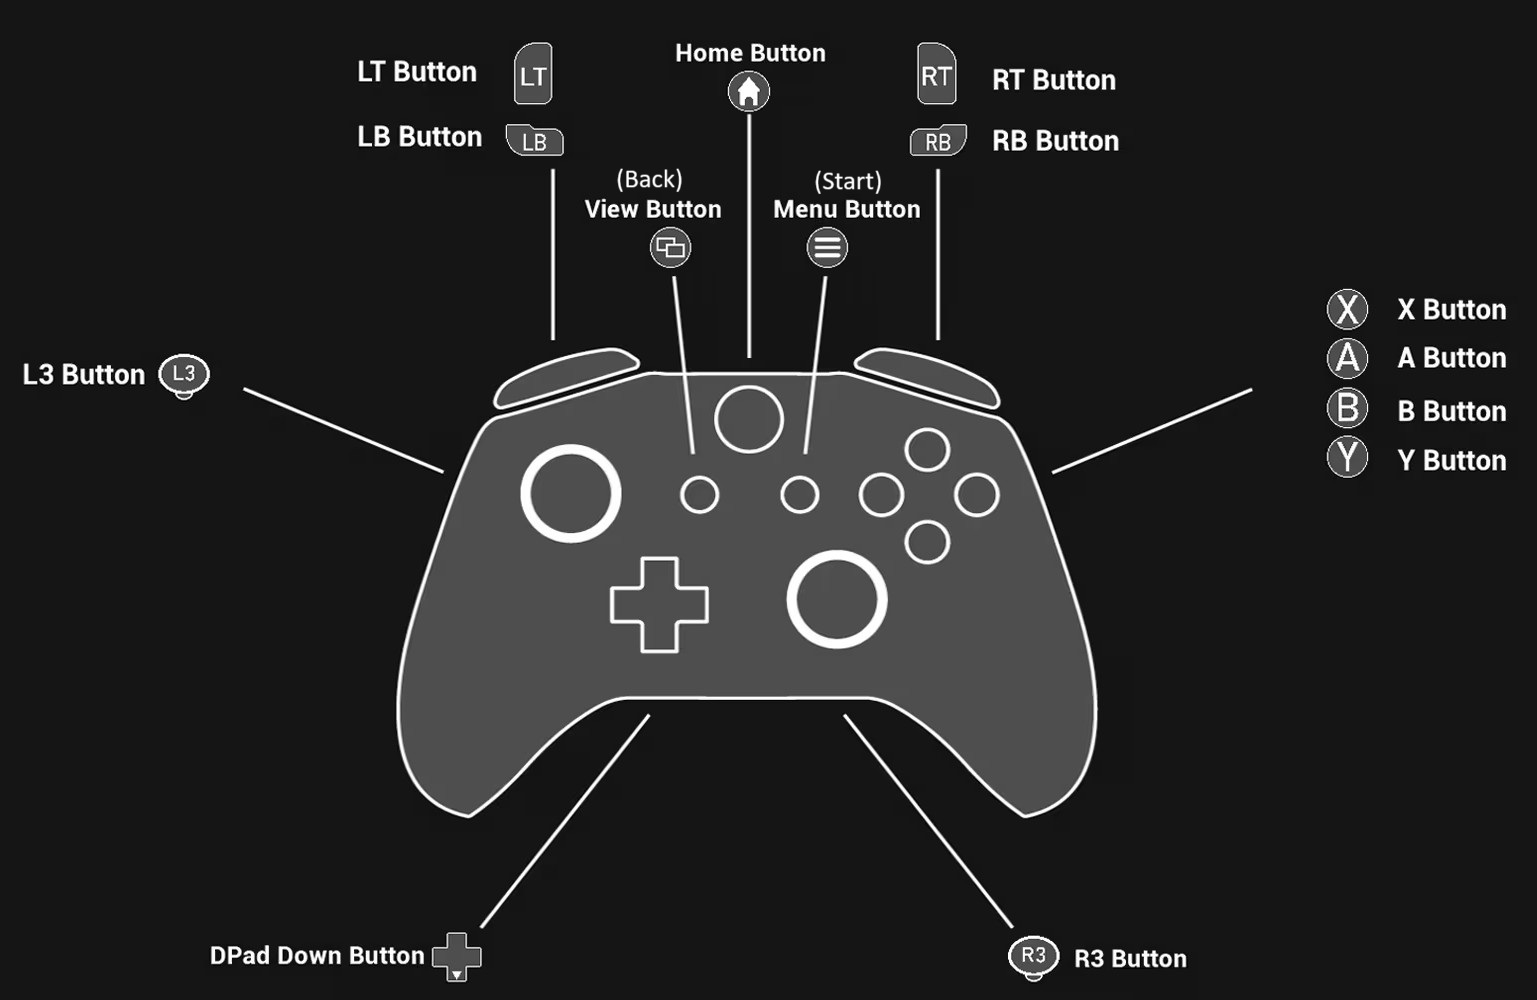 Home Button
LT Button
LT
RT
RT Button
LB Button
LB
RB
RB Button
(Back)
View Button
(Start)
Menu Button
L3 Button
L3
X
X Button
A
A Button
B
B Button
Y
Y Button
DPad Down Button
R3
R3 Button